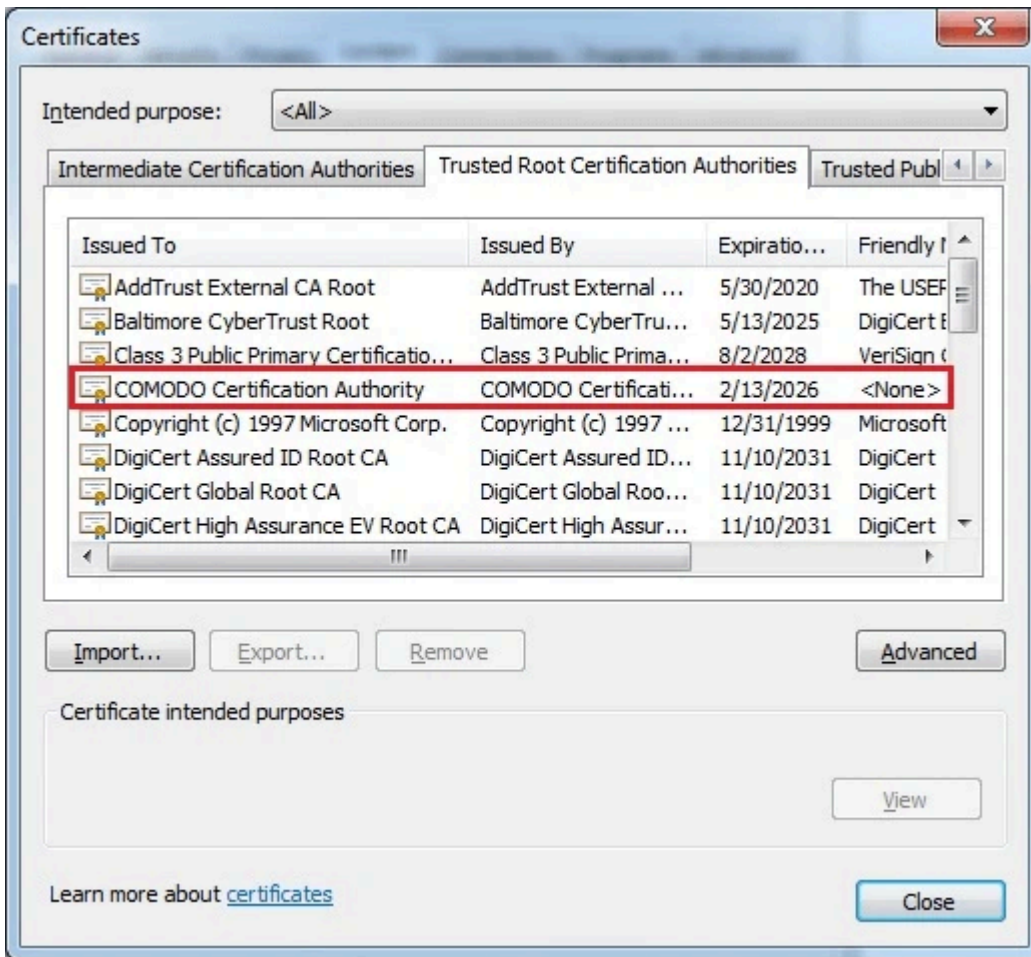 Certificates
Intended purpose: <All>
Intermediate Certification Authorities Trusted Root Certification Authorities Trusted Publ
Issued To Issued By Expiratio... Friendly
AddTrust External CA Root AddTrust External ... 5/30/2020 The USER
Baltimore CyberTrust Root Baltimore CyberTru... 5/13/2025 DigiCert
Class 3 Public Primary Certificatio... Class 3 Public Prima... 8/2/2028 VeriSign
COMODO Certification Authority COMODO Certificati... 2/13/2026 <None>
Copyright (c) 1997 Microsoft Corp. Copyright (c) 1997 ... 12/31/1999 Microsoft
DigiCert Assured ID Root CA DigiCert Assured ID... 11/10/2031 DigiCert
DigiCert Global Root CA DigiCert Global Roo... 11/10/2031 DigiCert
DigiCert High Assurance EV Root CA DigiCert High Assur... 11/10/2031 DigiCert
Import... Export... Remove Advanced
Certificate intended purposes
View
Learn more about certificates
Close